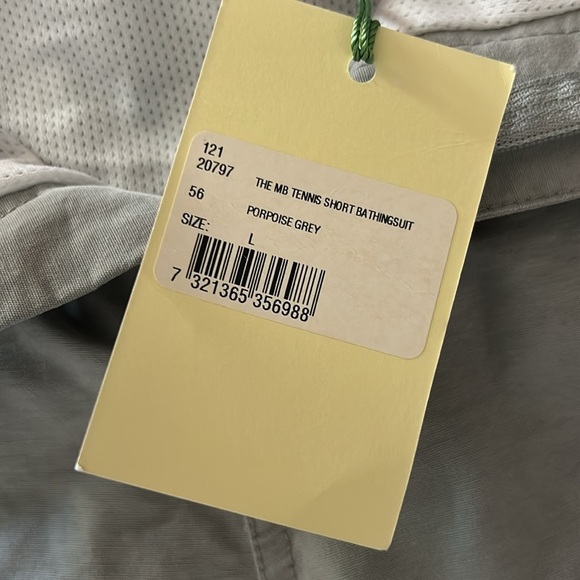 121
20797 THE MB TENNIS SHORT BATHINGSUIT
56 PORPOISE GREY
SIZE: L
7 321365 356988